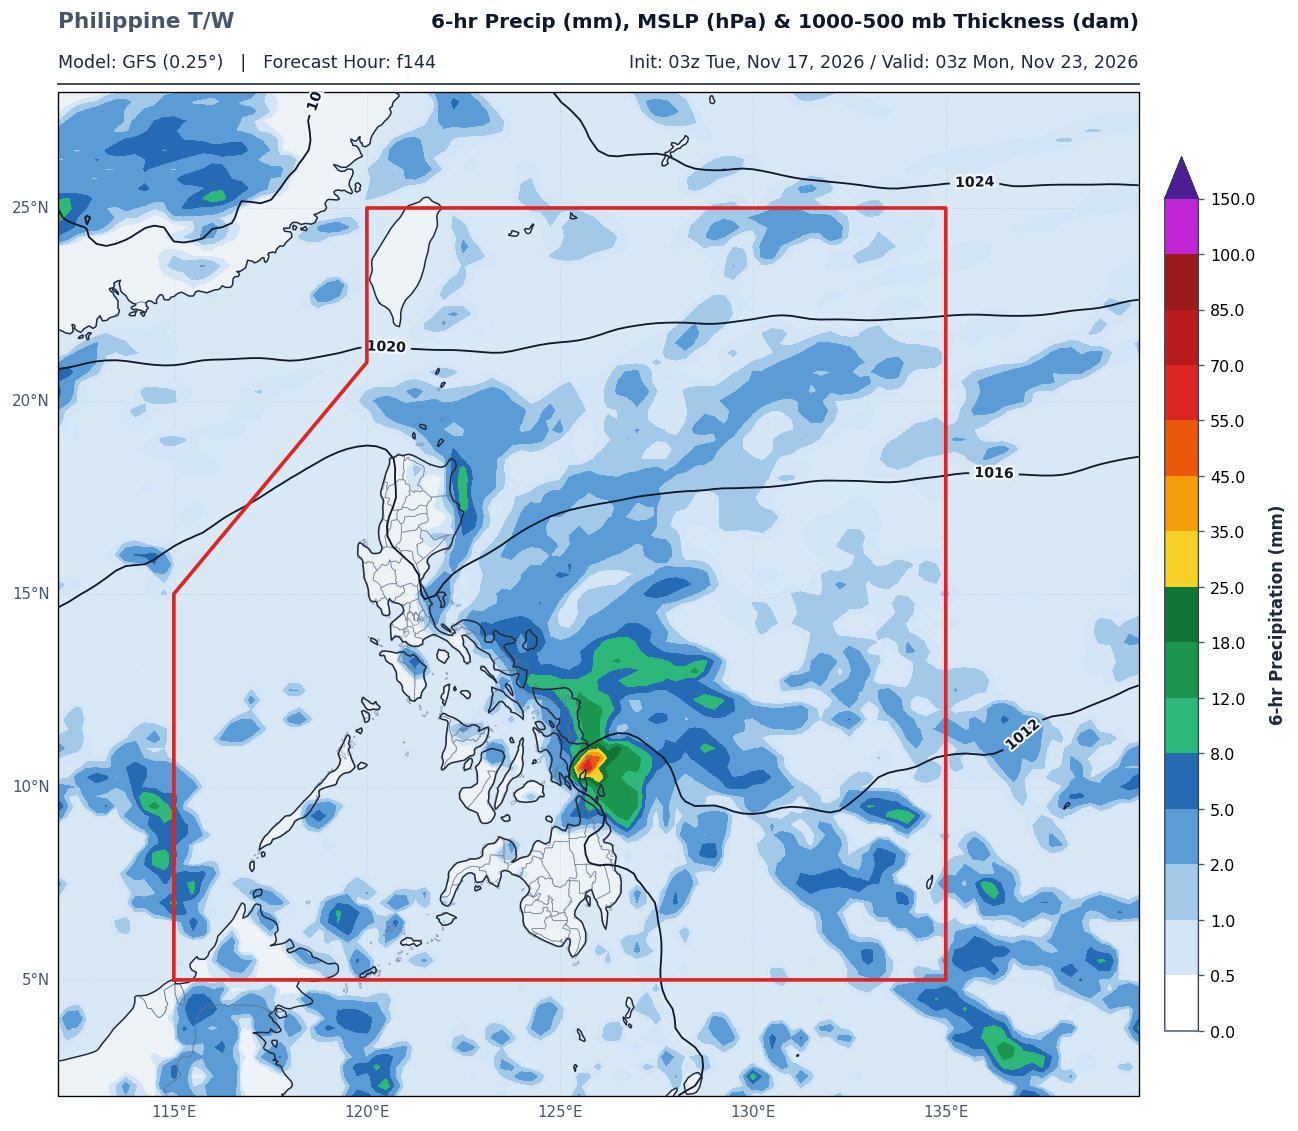 Philippine T/W
6-hr Precip (mm), MSLP (hPa) & 1000-500 mb Thickness (dam)
Model: GFS (0.25°) | Forecast Hour: f144
Init: 03z Tue, Nov 17, 2026 / Valid: 03z Mon, Nov 23, 2026
10
1024
1020
1016
1012
25°N
20°N
15°N
10°N
5°N
115°E
120°E
125°E
130°E
135°E
150.0
100.0
85.0
70.0
55.0
45.0
35.0
25.0
18.0
12.0
8.0
5.0
2.0
1.0
0.5
0.0
6-hr Precipitation (mm)